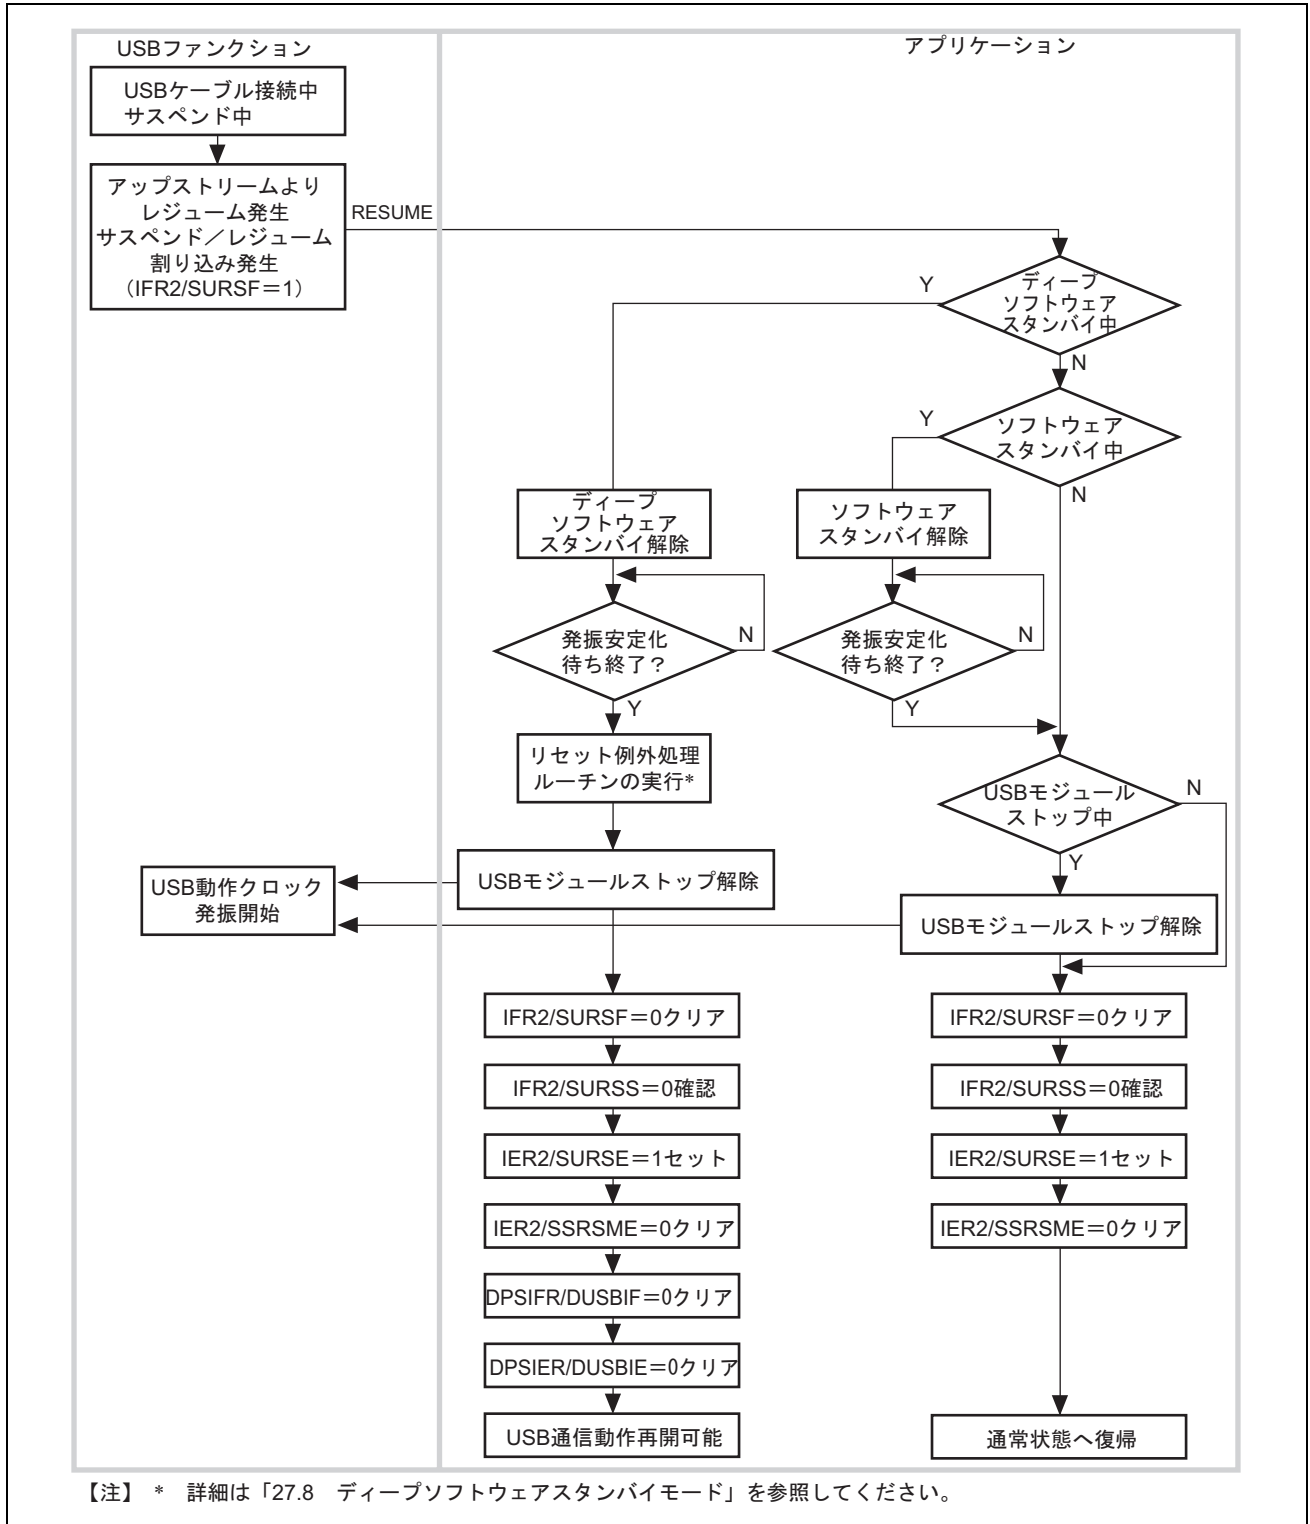 USBファンクション
アプリケーション
USBケーブル接続中
サスペンド中
アップストリームより
レジューム発生
サスペンド／レジューム
割り込み発生
（IFR2/SURSF＝1）
RESUME
ディープ
ソフトウェア
スタンバイ中
Y
N
ソフトウェア
スタンバイ中
Y
N
ディープ
ソフトウェア
スタンバイ解除
ソフトウェア
スタンバイ解除
発振安定化
待ち終了？
N
Y
発振安定化
待ち終了？
N
Y
リセット例外処理
ルーチンの実行*
USBモジュール
ストップ中
N
Y
USBモジュールストップ解除
USB動作クロック
発振開始
USBモジュールストップ解除
IFR2/SURSF＝0クリア
IFR2/SURSF＝0クリア
IFR2/SURSS＝0確認
IFR2/SURSS＝0確認
IER2/SURSE＝1セット
IER2/SURSE＝1セット
IER2/SSRSME＝0クリア
IER2/SSRSME＝0クリア
DPSIFR/DUSBIF＝0クリア
DPSIER/DUSBIE＝0クリア
USB通信動作再開可能
通常状態へ復帰
【注】 * 詳細は「27.8　ディープソフトウェアスタンバイモード」を参照してください。